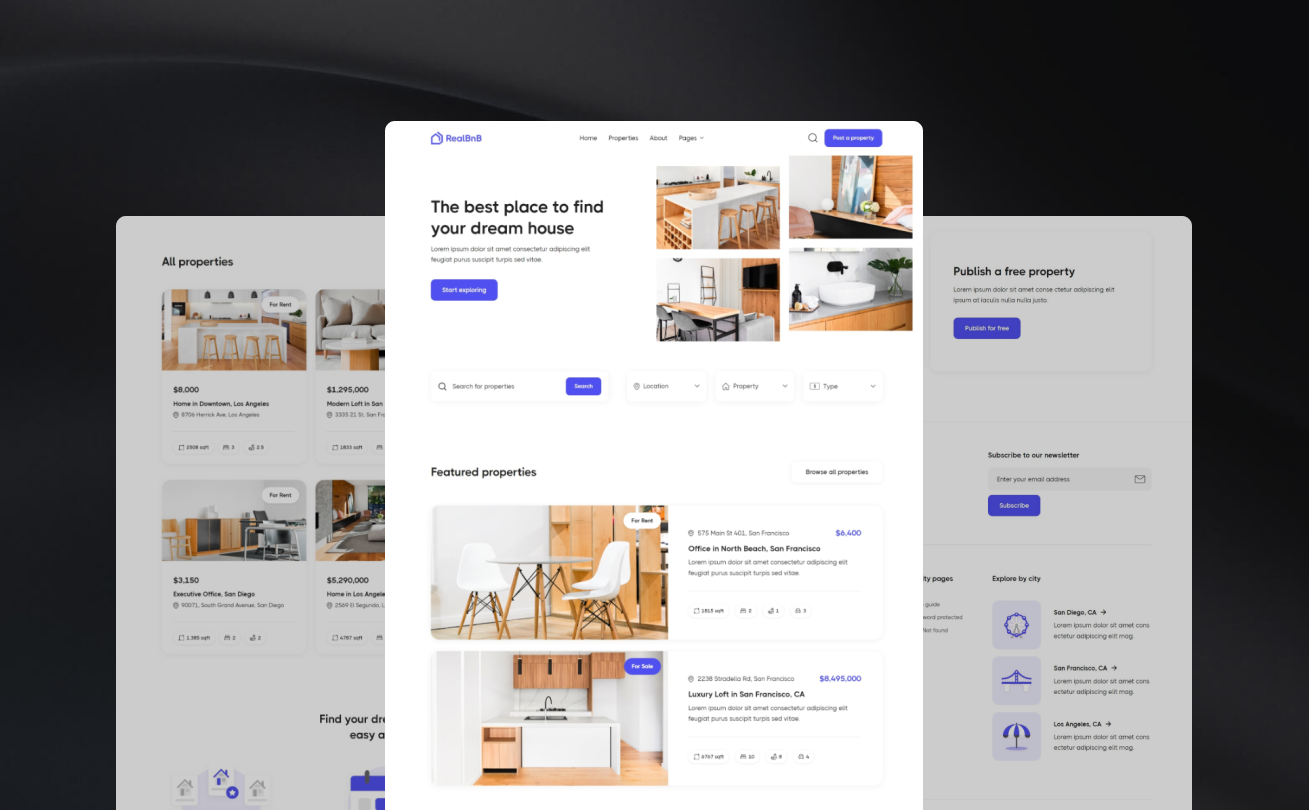 RealBnB
Home
Properties
About
Pages
Post a property
The best place to find
your dream house
Lorem ipsum dolor sit amet consectetur adipiscing elit
feugiat purus suscipit turpis sed vitae.
Start exploring
Search for properties
Search
Location
Property
Type
Featured properties
Browse all properties
For Rent
575 Main St 401, San Francisco
$6,400
Office in North Beach, San Francisco
Lorem ipsum dolor sit amet consectetur adipiscing elit
feugiat purus suscipit turpis sed vitae.
1815 sqft
2
1
3
For Sale
2238 Stradella Rd, San Francisco
$8,495,000
Luxury Loft in San Francisco, CA
Lorem ipsum dolor sit amet consectetur adipiscing elit
feugiat purus suscipit turpis sed vitae.
10
8
4
All properties
For Rent
$8,000
Home in Downtown, Los Angeles
8706 Herrick Ave, Los Angeles
2508 sqft
3
2.5
$1,295,000
Modern Loft in San
3335 21 St, San Fr
1833 sqft
For Rent
$3,150
Executive Office, San Diego
90071, South Grand Avenue, San Diego
1,385 sqft
2
2
$5,290,000
Home in Los Angele
2569 El Segundo, L
4787 sqft
Find your dre
easy a
Publish a free property
Lorem ipsum dolor sit amet conse ctetur adipiscing elit
ipsum at iaculis nulla nulla justo.
Publish for free
Subscribe to our newsletter
Enter your email address
Subscribe
ty pages
guide
word protected
Not found
Explore by city
San Diego, CA →
Lorem ipsum dolor sit amet, cons
ectetur adipiscing elit mag.
San Francisco, CA →
Lorem ipsum dolor sit amet, cons
ectetur adipiscing elit mag.
Los Angeles, CA →
Lorem ipsum dolor sit amet, cons
ectetur adipiscing elit mag.